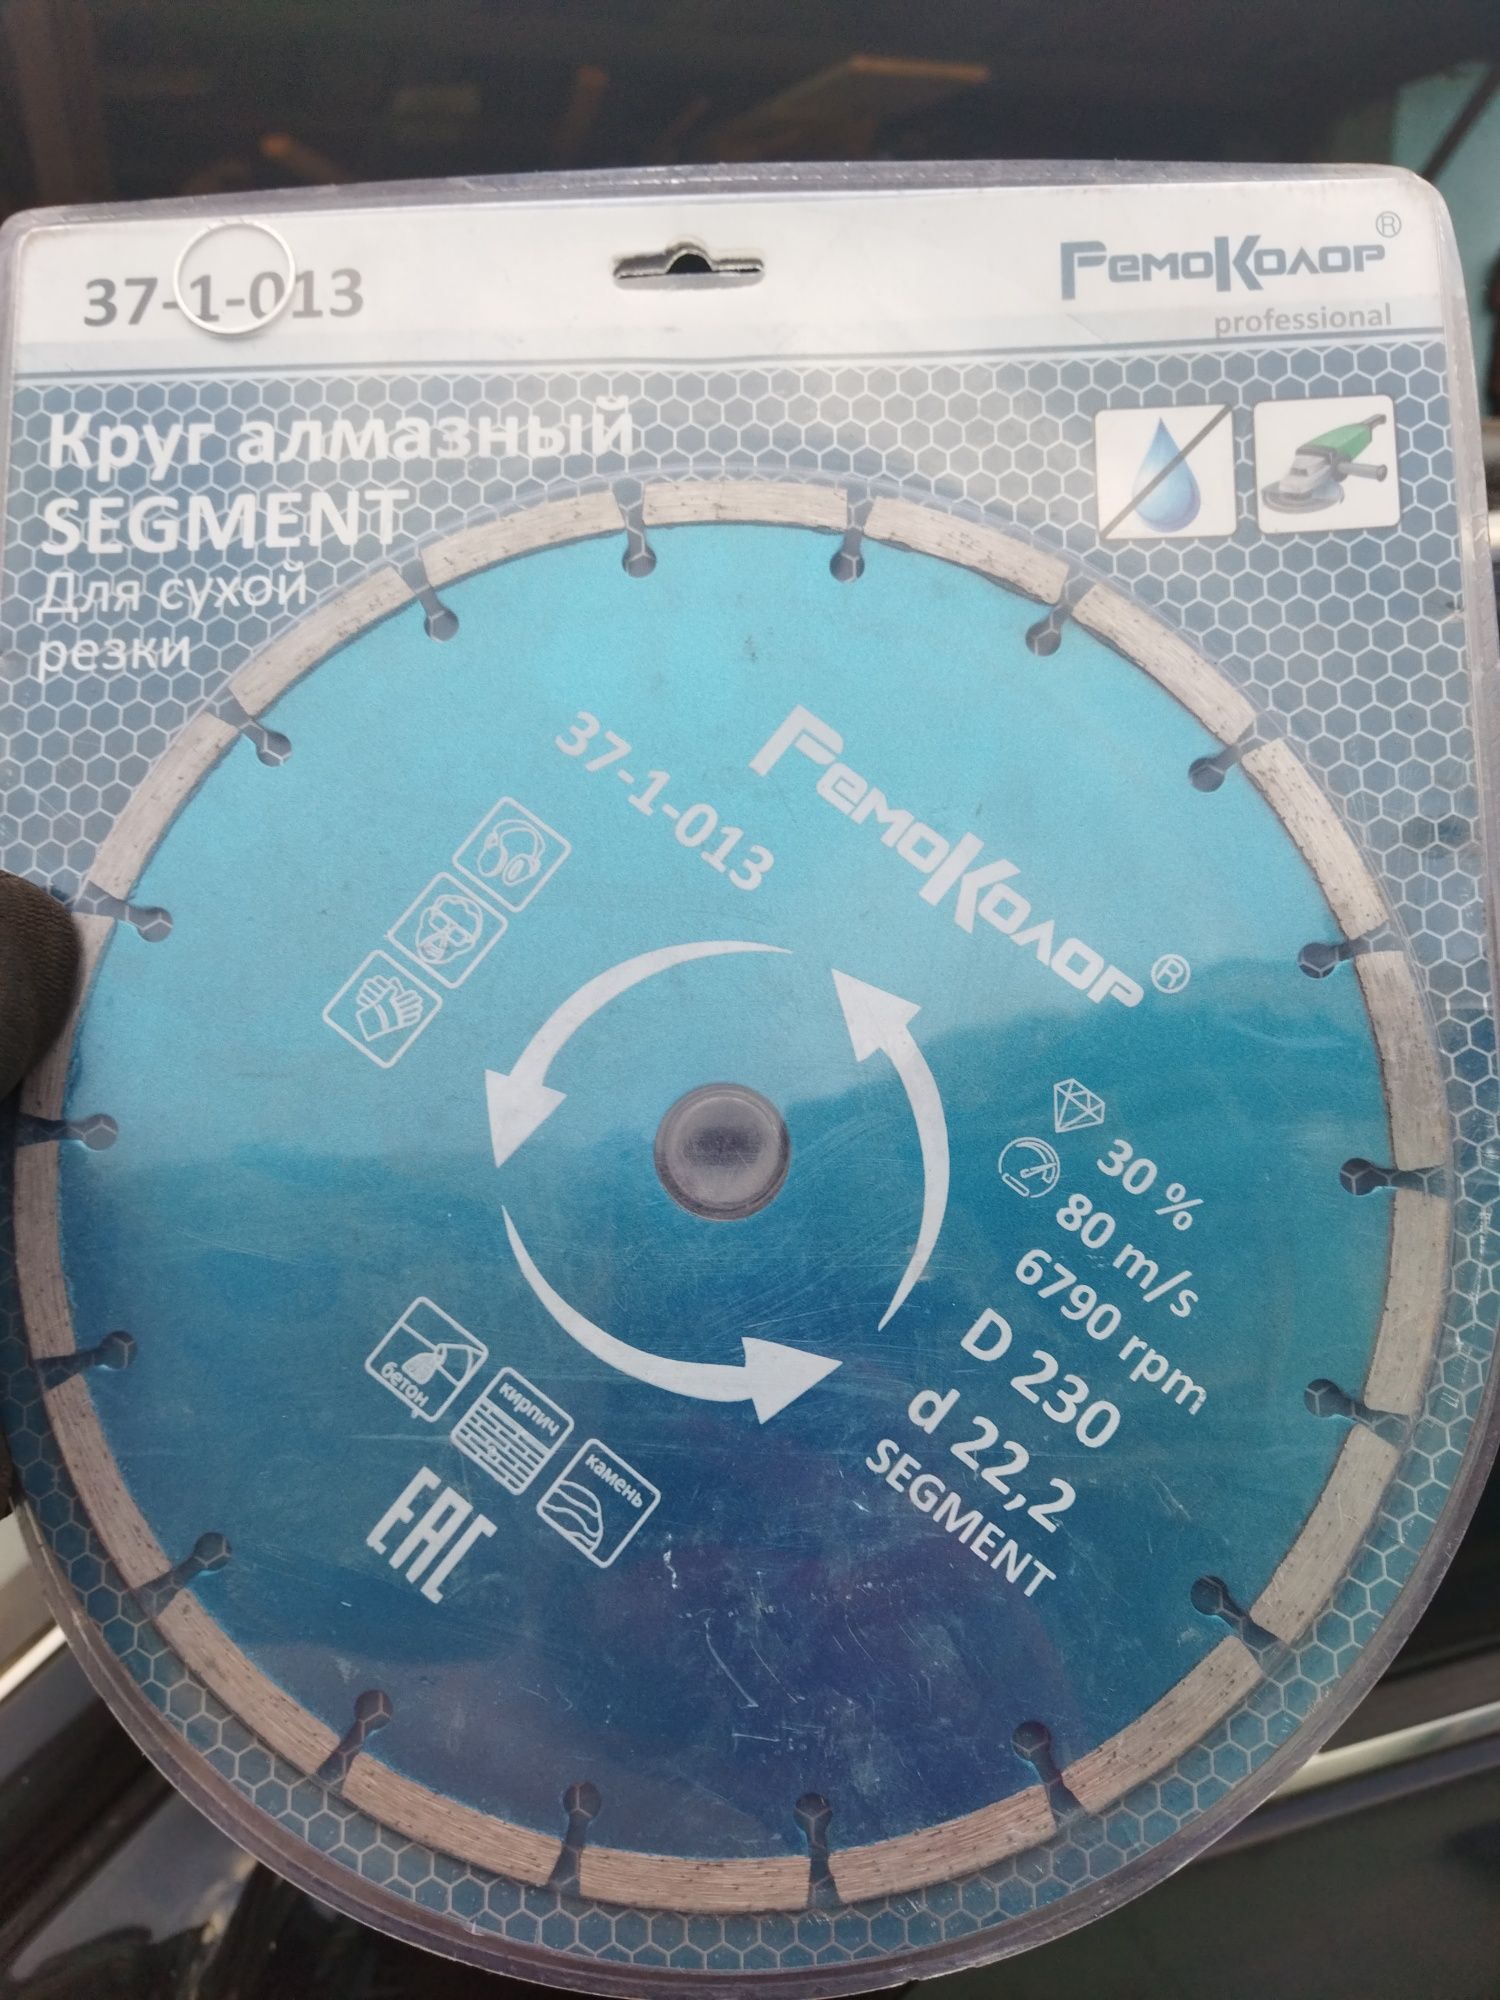 37-1-013
РемоКолор®
professional
Круг алмазный
SEGMENT
Для сухой
резки
37-1-013
РемоКолор®
30 %
80 m/s
6790 rpm
D 230
d 22,2
SEGMENT
бетон
кирпич
камень
ЕАС